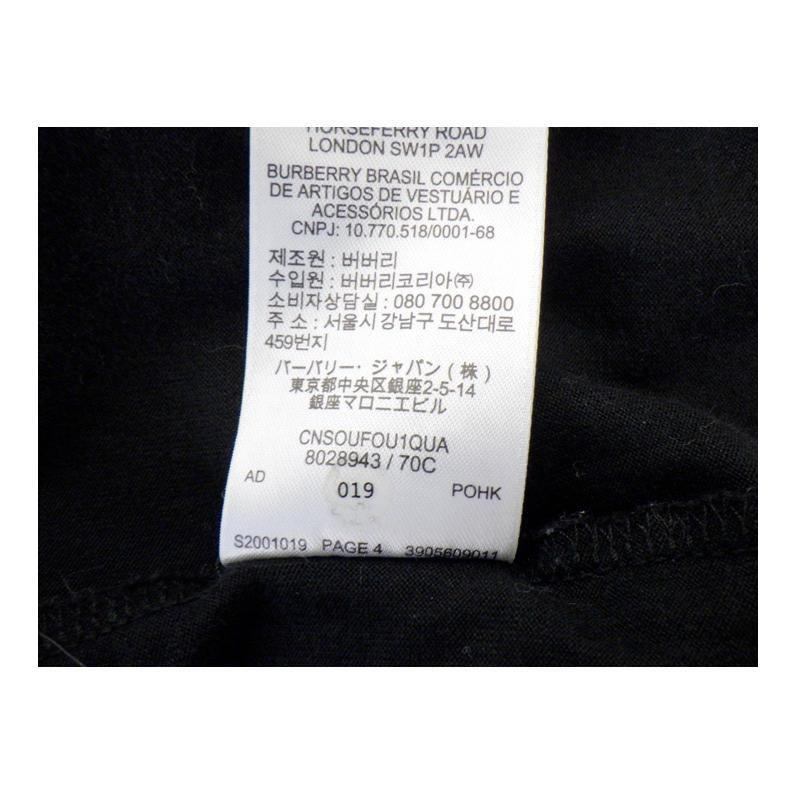 HORSEFERRY ROAD
LONDON SW1P 2AW
BURBERRY BRASIL COMÉRCIO
DE ARTIGOS DE VESTUÁRIO E
ACESSÓRIOS LTDA.
CNPJ: 10.770.518/0001-68
제조원 : 버버리
수입원 : 버버리코리아㈜
소비자상담실 : 080 700 8800
주 소 : 서울시 강남구 도산대로
459번지
バーバリー・ジャパン ( 株 )
東京都中央区銀座2-5-14
銀座マロニエビル
CNSOUFOU1QUA
8028943 / 70C
AD 019 POHK
S2001019 PAGE 4 3905609011